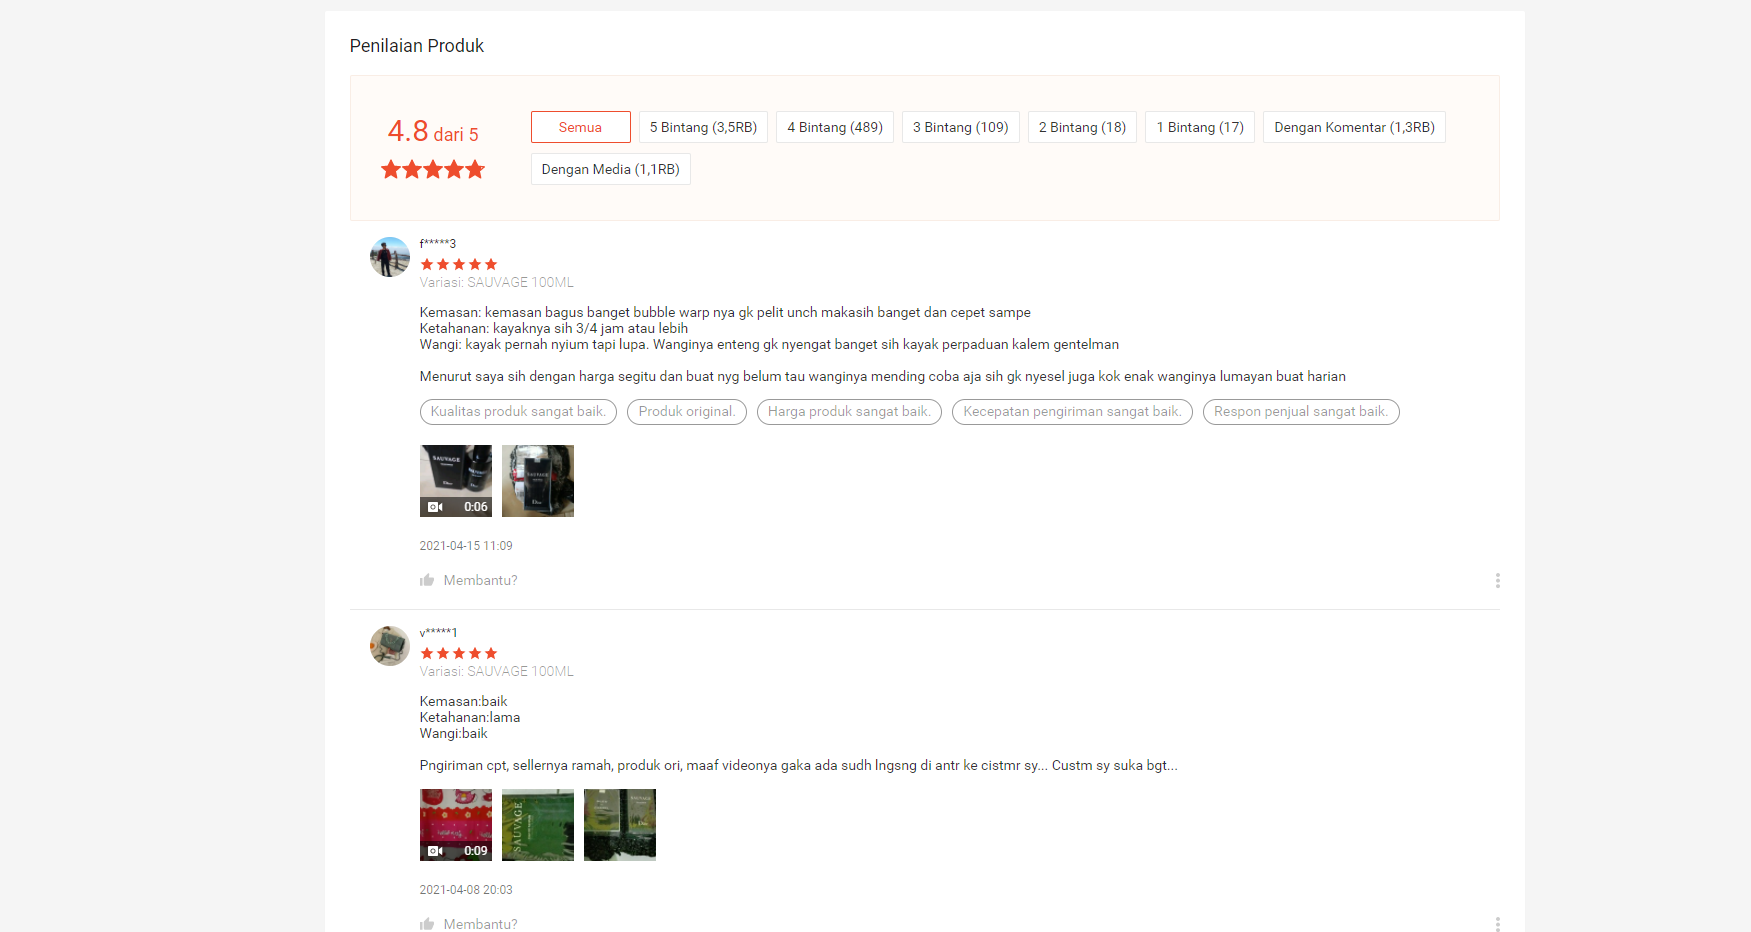 Penilaian Produk
4.8 dari 5
Semua
5 Bintang (3,5RB)
4 Bintang (489)
3 Bintang (109)
2 Bintang (18)
1 Bintang (17)
Dengan Komentar (1,3RB)
Dengan Media (1,1RB)
f*****3
Variasi: SAUVAGE 100ML
Kemasan: kemasan bagus banget bubble warp nya gk pelit unch makasih banget dan cepet sampe
Ketahanan: kayaknya sih 3/4 jam atau lebih
Wangi: kayak pernah nyium tapi lupa. Wanginya enteng gk nyengat banget sih kayak perpaduan kalem gentelman
Menurut saya sih dengan harga segitu dan buat nyg belum tau wanginya mending coba aja sih gk nyesel juga kok enak wanginya lumayan buat harian
Kualitas produk sangat baik.
Produk original.
Harga produk sangat baik.
Kecepatan pengiriman sangat baik.
Respon penjual sangat baik.
SAUVAGE
Dior
0:06
SAUVAGE
Dior
2021-04-15 11:09
Membantu?
v*****1
Variasi: SAUVAGE 100ML
Kemasan:baik
Ketahanan:lama
Wangi:baik
Pngiriman cpt, sellernya ramah, produk ori, maaf videonya gaka ada sudh lngsng di antr ke cistmr sy... Custm sy suka bgt...
0:09
SAUVAGE
SAUVAGE
2021-04-08 20:03
Membantu?